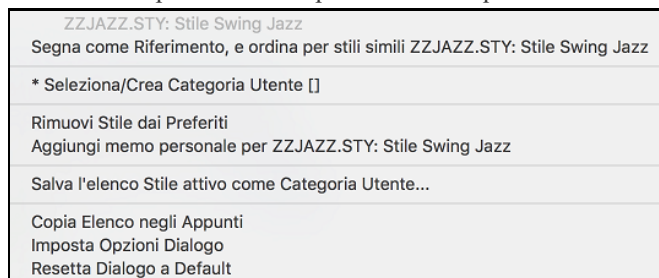 ZZJAZZ.STY: Stile Swing Jazz
Segna come Riferimento, e ordina per stili simili ZZJAZZ.STY: Stile Swing Jazz
* Seleziona/Crea Categoria Utente []
Rimuovi Stile dai Preferiti
Aggiungi memo personale per ZZJAZZ.STY: Stile Swing Jazz
Salva l'elenco Stile attivo come Categoria Utente...
Copia Elenco negli Appunti
Imposta Opzioni Dialogo
Resetta Dialogo a Default